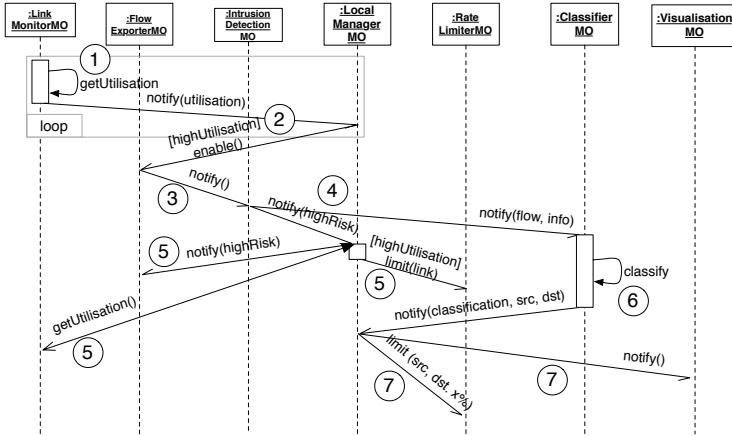 :Link
MonitorMO
:Flow
ExporterMO
:Intrusion
Detection
MO
:Local
Manager
MO
:Rate
LimiterMO
:Classifier
MO
:Visualisation
MO
1
getUtilisation
notify(utilisation)
loop
2
[highUtilisation]
enable()
notify()
3
4
notify(highRisk)
notify(flow, info)
5
notify(highRisk)
[highUtilisation]
limit(link)
5
classify
6
getUtilisation()
5
notify(classification, src, dst)
limit (src, dst. x%)
7
notify()
7